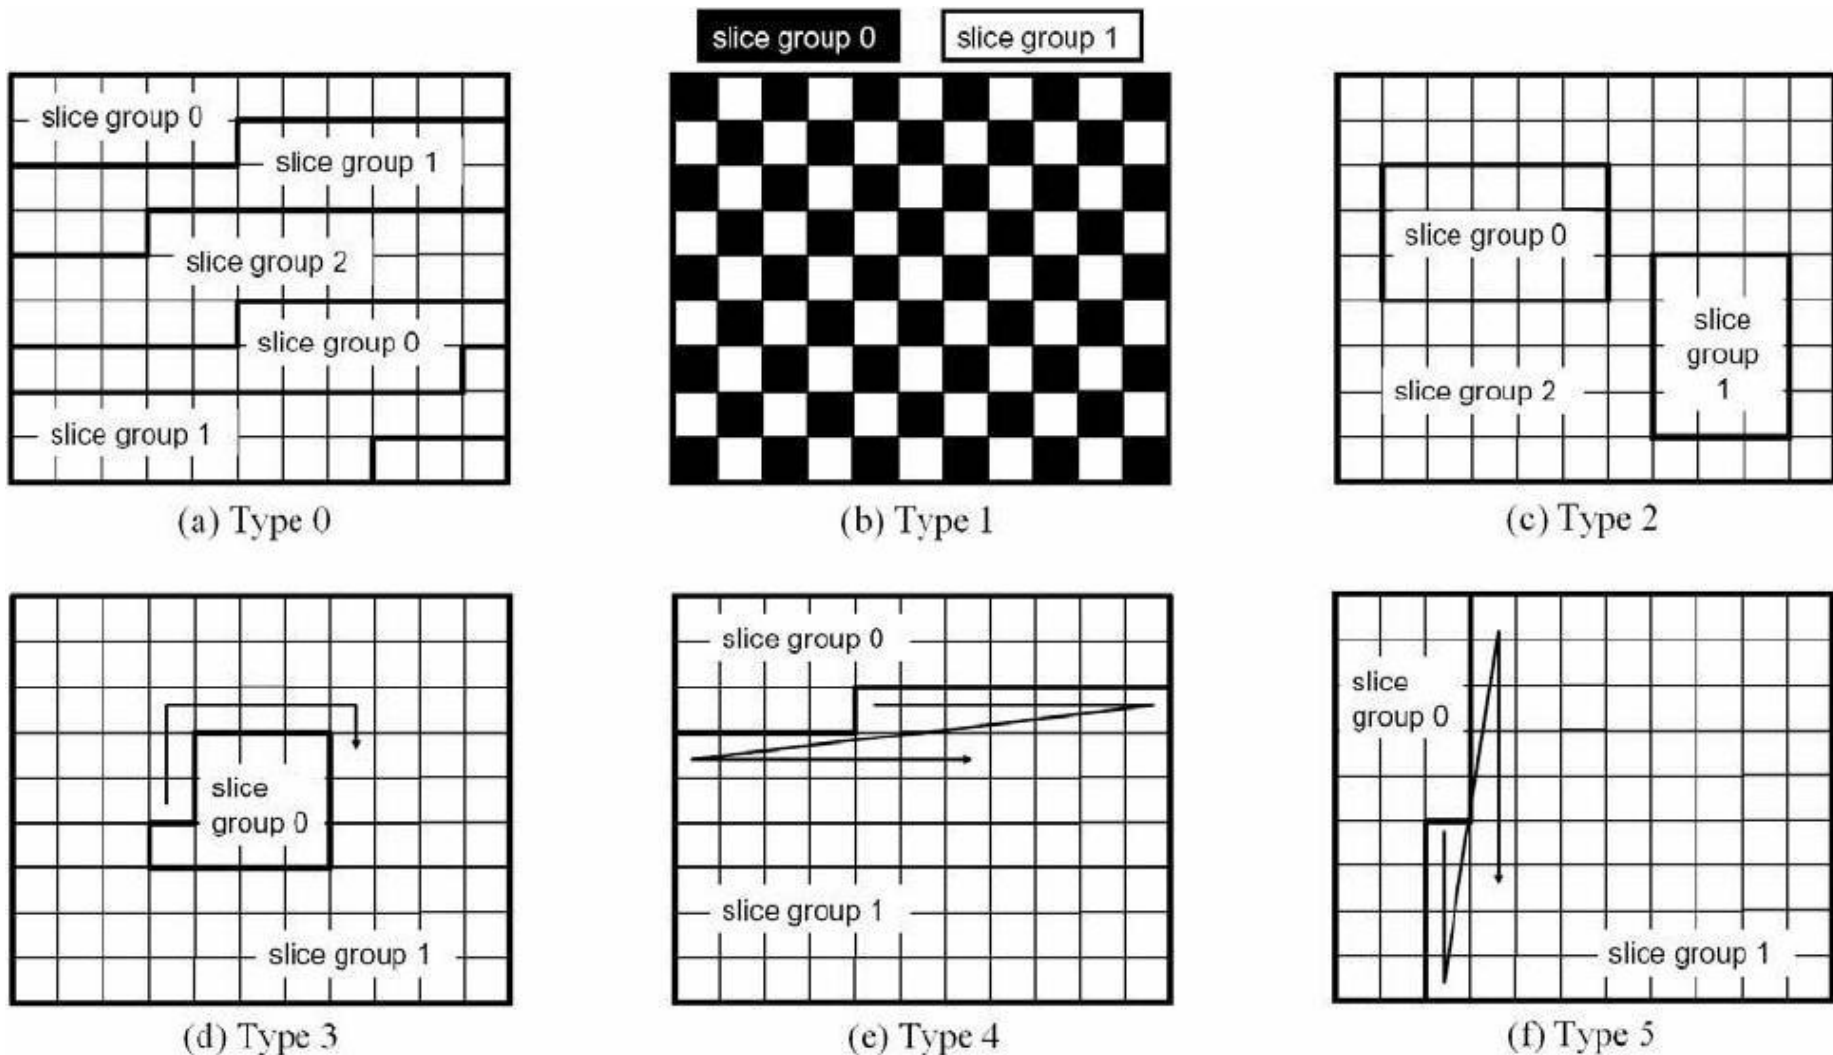 slice group 0
slice group 1
slice group 0
slice group 1
slice group 2
slice group 0
slice group 1
slice group 0
slice
group
1
slice group 2
(a) Type 0
(b) Type 1
(c) Type 2
slice
group 0
slice group 1
slice group 0
slice group 1
slice
group 0
slice group 1
(d) Type 3
(e) Type 4
(f) Type 5